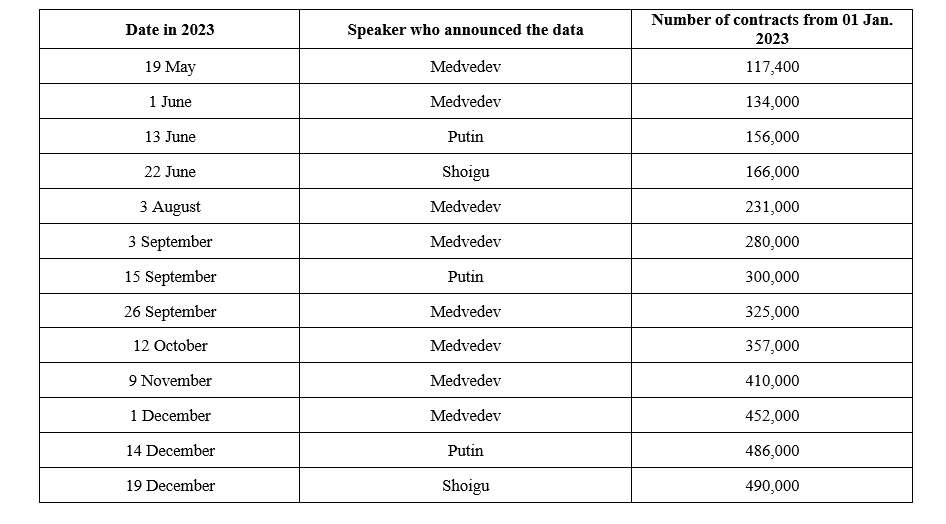 Date in 2023 Speaker who announced the data Number of contracts from 01 Jan.
2023
19 May Medvedev 117,400
1 June Medvedev 134,000
13 June Putin 156,000
22 June Shoigu 166,000
3 August Medvedev 231,000
3 September Medvedev 280,000
15 September Putin 300,000
26 September Medvedev 325,000
12 October Medvedev 357,000
9 November Medvedev 410,000
1 December Medvedev 452,000
14 December Putin 486,000
19 December Shoigu 490,000